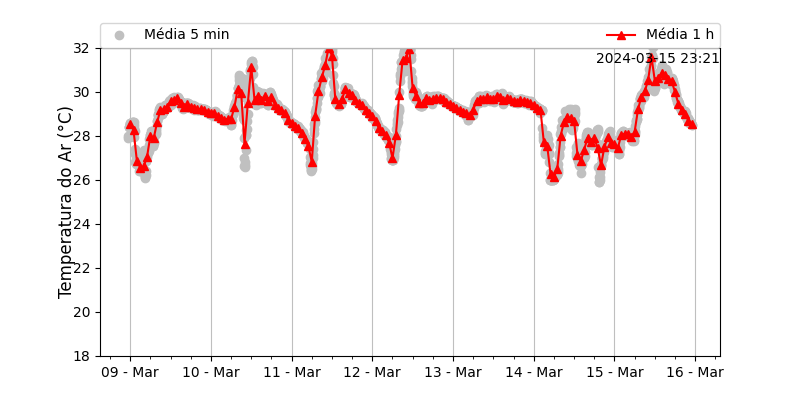 Média 5 min
Média 1 h
2024-03-15 23:21
Temperatura do Ar (°C)
32
30
28
26
24
22
20
18
09 - Mar
10 - Mar
11 - Mar
12 - Mar
13 - Mar
14 - Mar
15 - Mar
16 - Mar